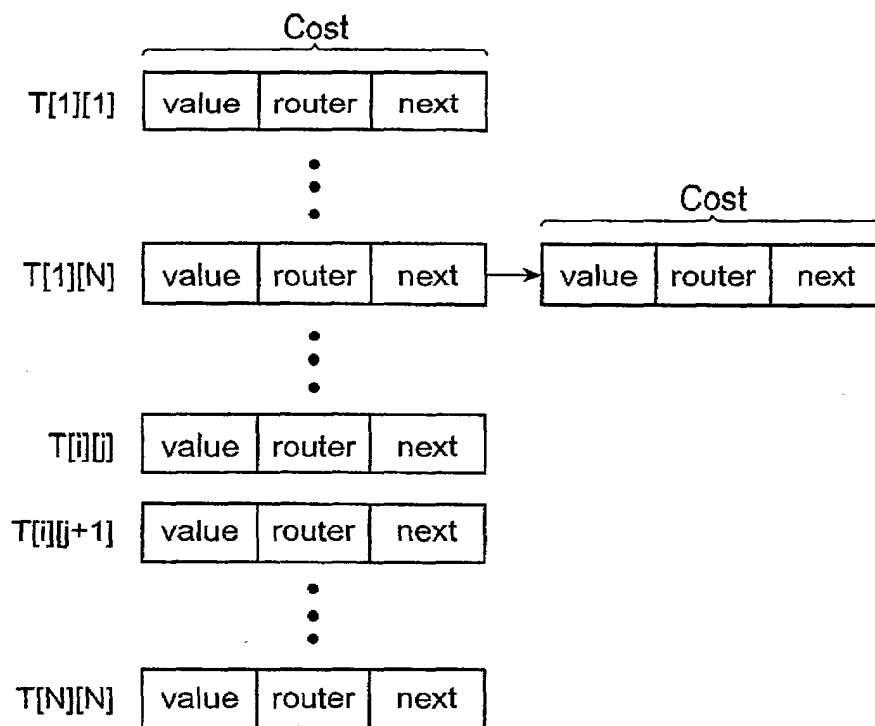 Cost
T[1][1] value router next
Cost
T[1][N] value router next value router next
T[i][j] value router next
T[i][j+1] value router next
T[N][N] value router next